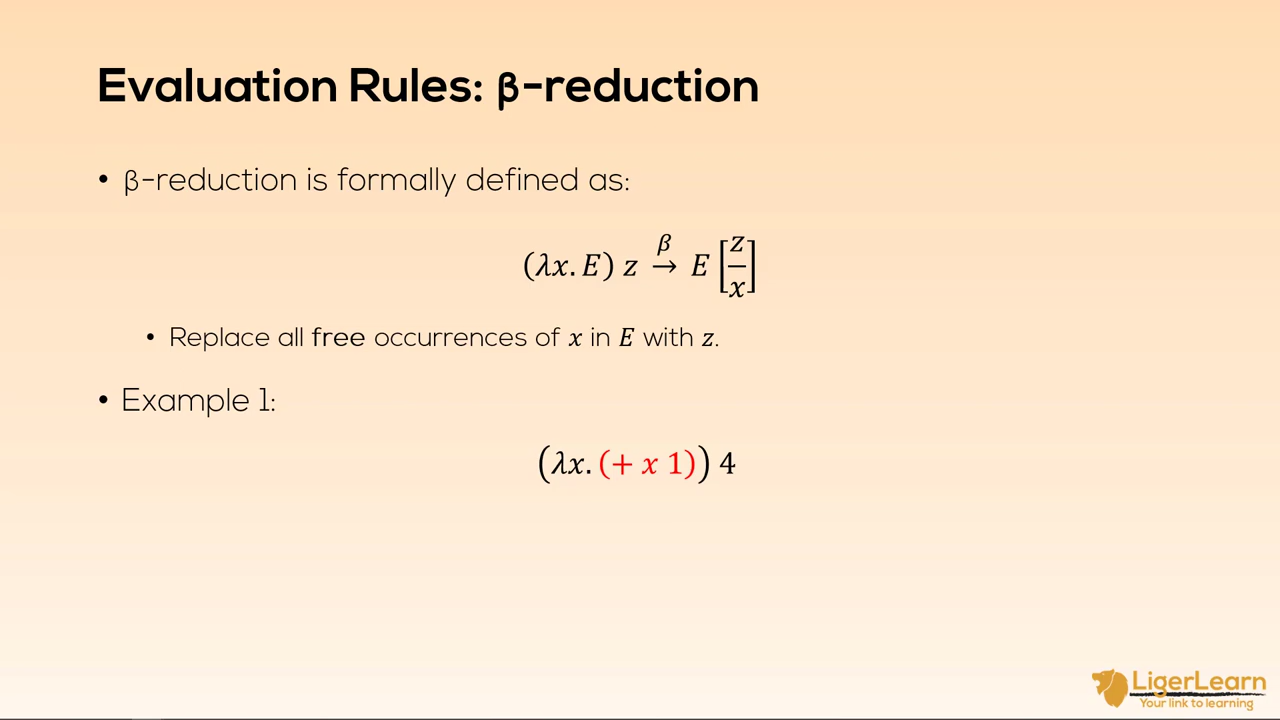 Evaluation Rules: β-reduction
• β-reduction is formally defined as:
(λx. E) z →^β E [z/x]
• Replace all free occurrences of x in E with z.
• Example 1:
(λx. (+ x 1)) 4
LigerLearn
Your link to learning